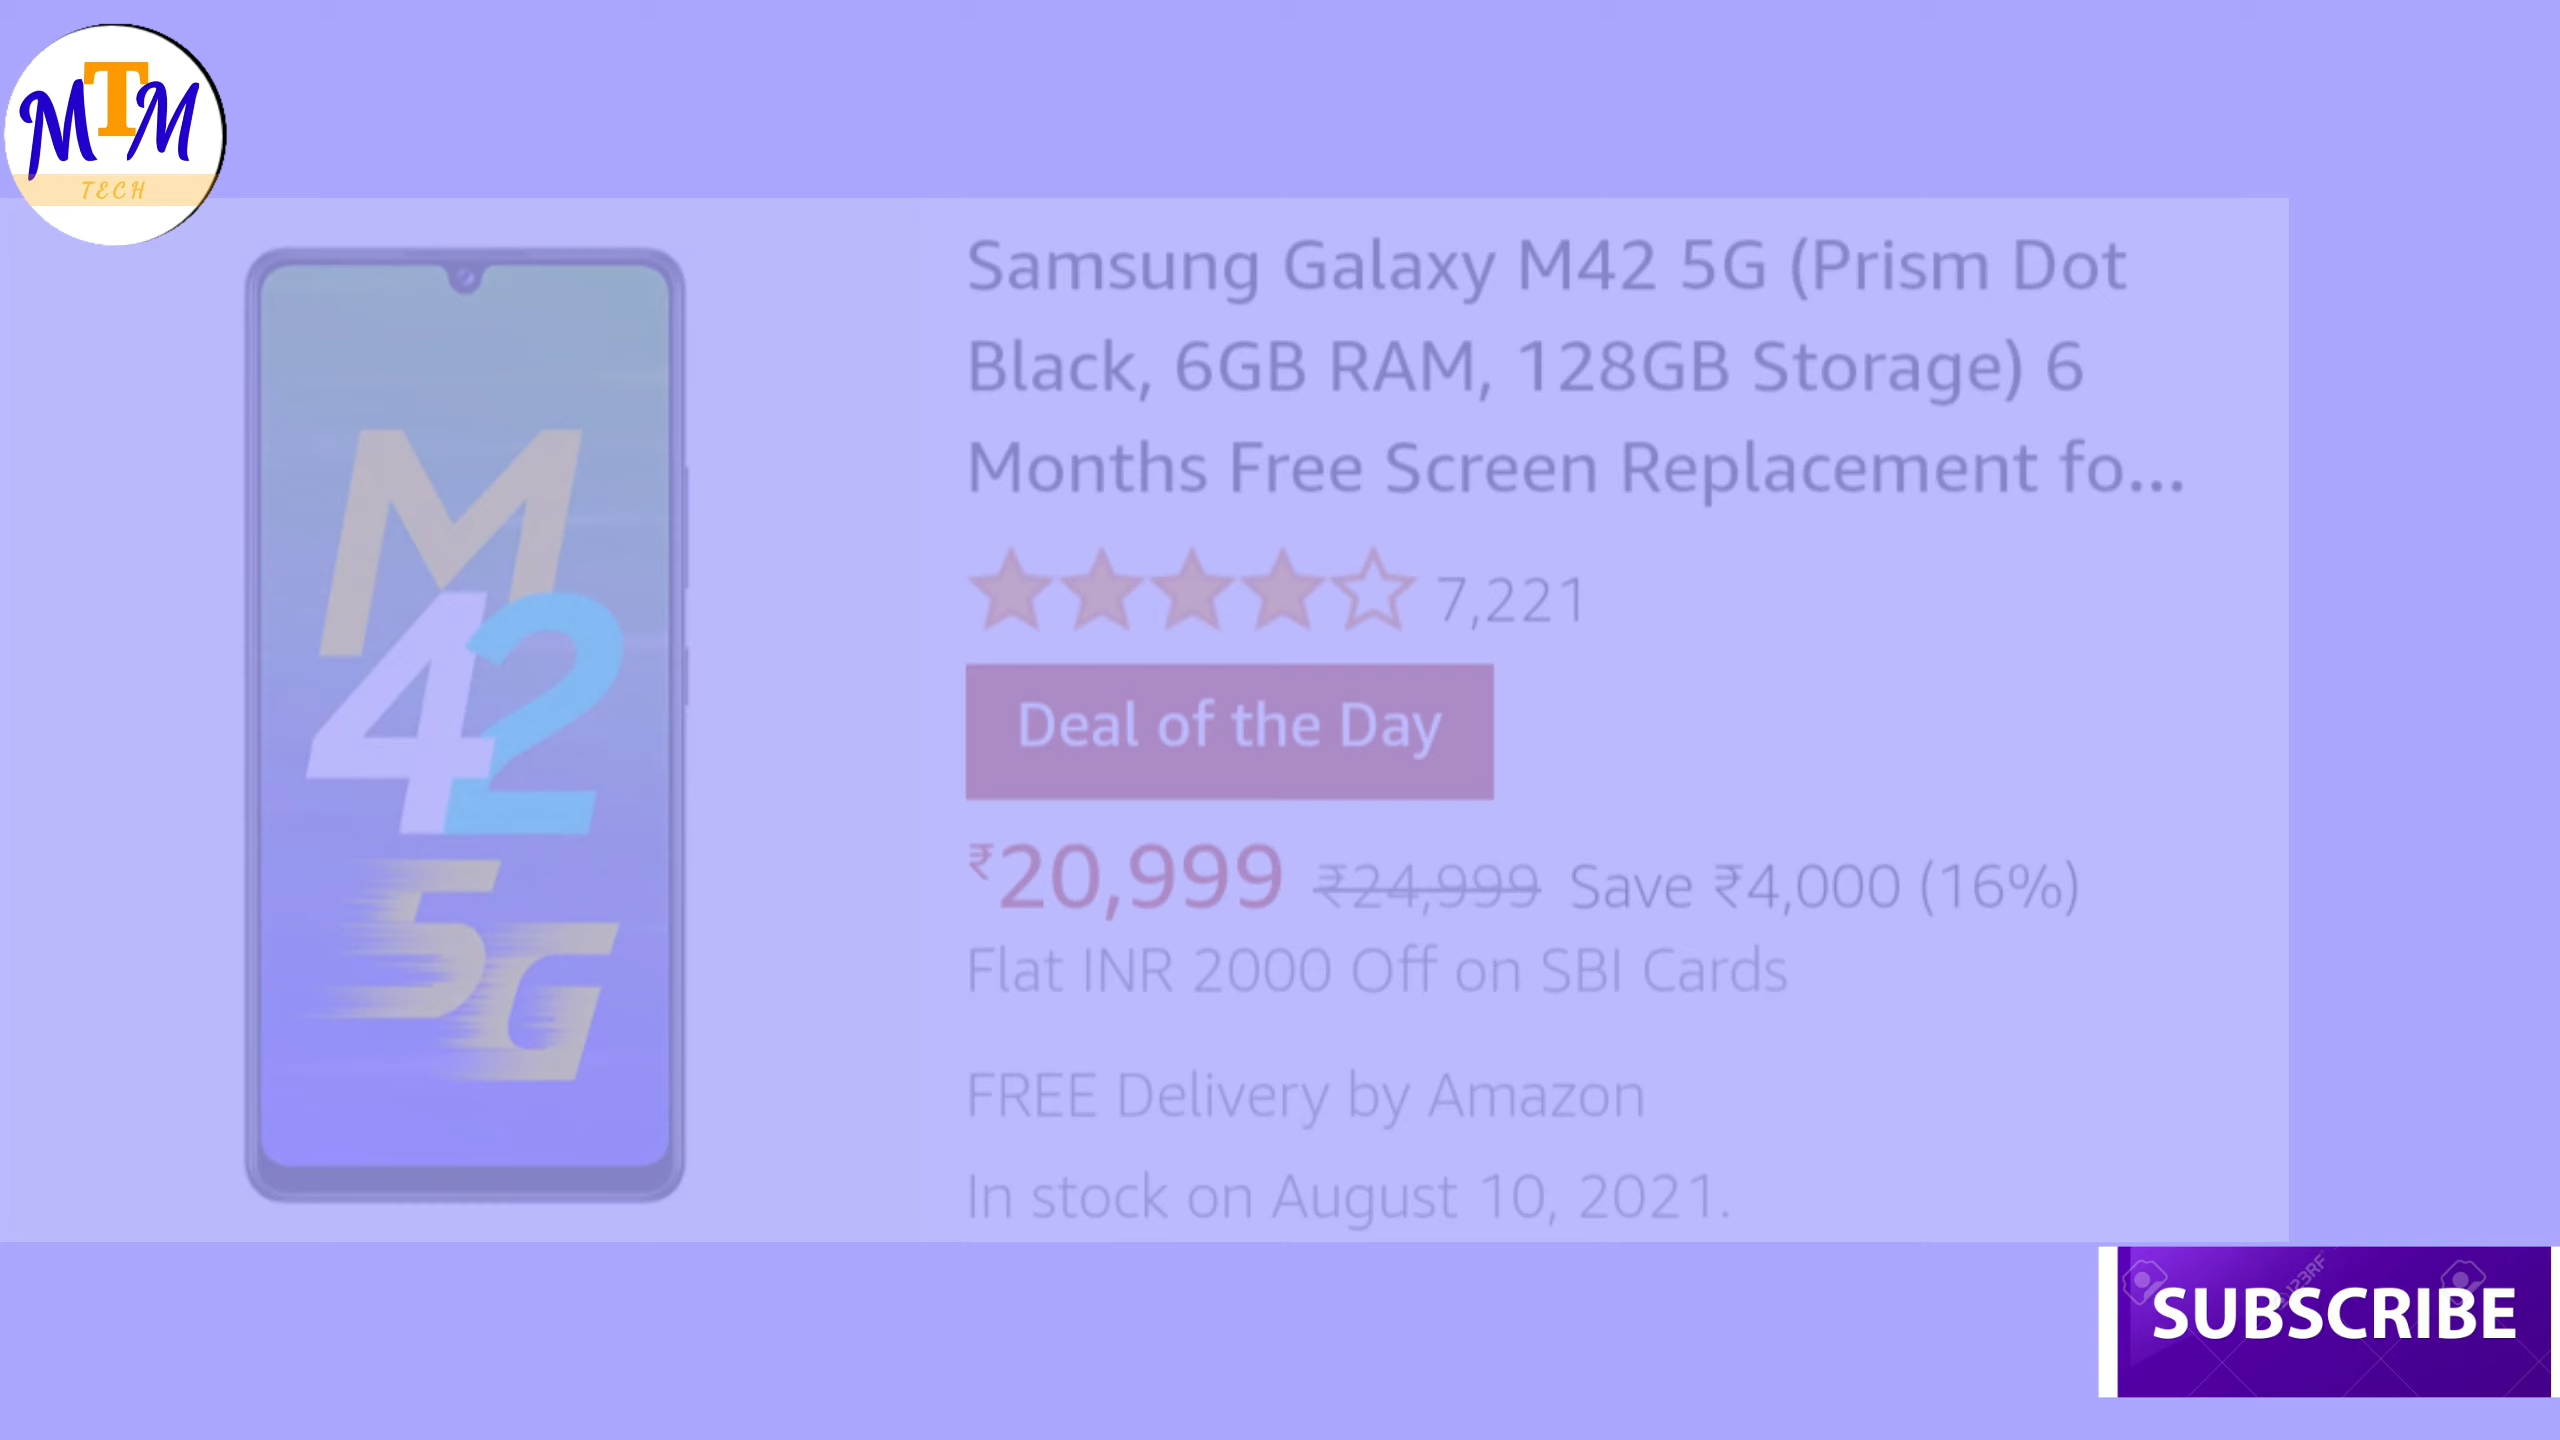 MTM
TECH
Samsung Galaxy M42 5G (Prism Dot
Black, 6GB RAM, 128GB Storage) 6
Months Free Screen Replacement fo...
7,221
Deal of the Day
₹20,999 ₹24,999 Save ₹4,000 (16%)
Flat INR 2000 Off on SBI Cards
FREE Delivery by Amazon
In stock on August 10, 2021.
M
42
5G
123RF
SUBSCRIBE